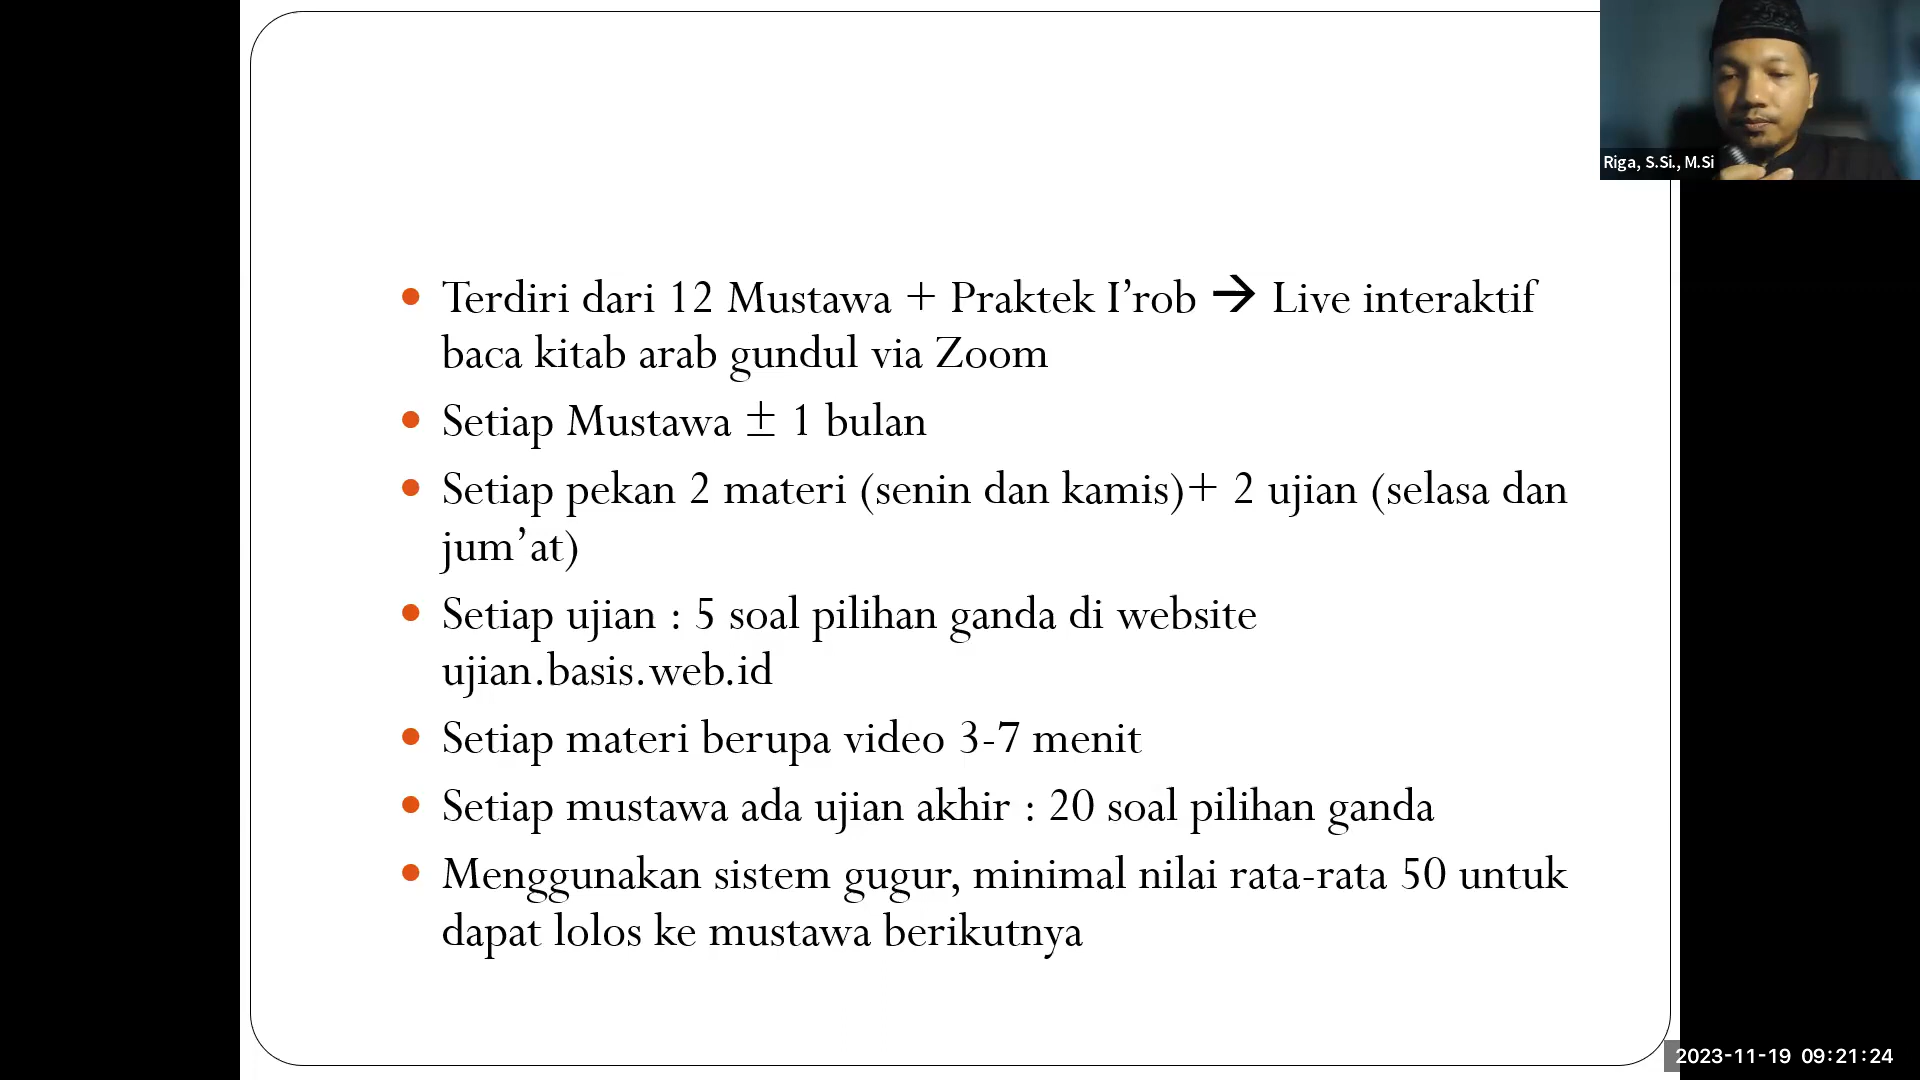 Riga, S.Si., M.Si
• Terdiri dari 12 Mustawa + Praktek I’rob → Live interaktif
baca kitab arab gundul via Zoom
• Setiap Mustawa ± 1 bulan
• Setiap pekan 2 materi (senin dan kamis)+ 2 ujian (selasa dan
jum’at)
• Setiap ujian : 5 soal pilihan ganda di website
ujian.basis.web.id
• Setiap materi berupa video 3-7 menit
• Setiap mustawa ada ujian akhir : 20 soal pilihan ganda
• Menggunakan sistem gugur, minimal nilai rata-rata 50 untuk
dapat lolos ke mustawa berikutnya
2023-11-19 09:21:24